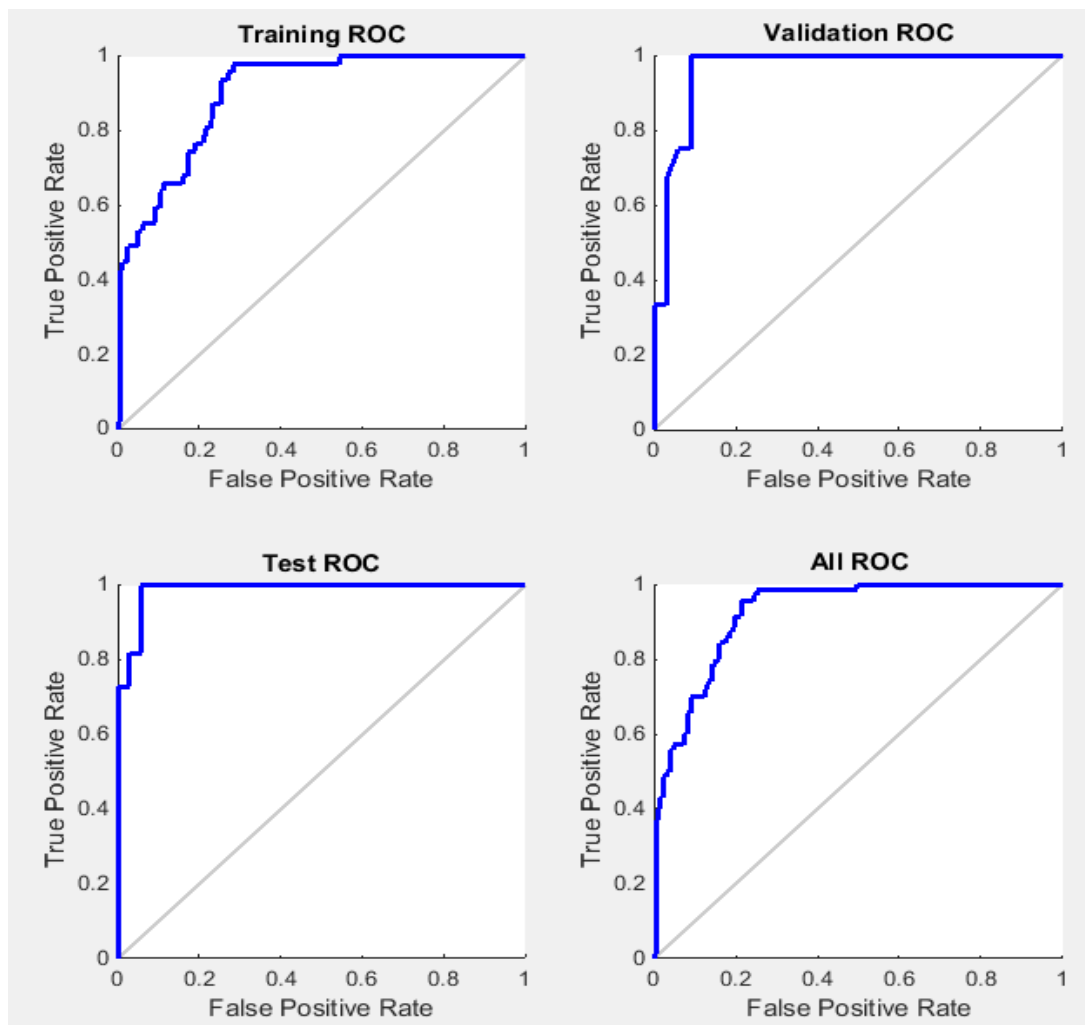 Training ROC
True Positive Rate
1
0.8
0.6
0.4
0.2
0
0 0.2 0.4 0.6 0.8 1
False Positive Rate
Validation ROC
True Positive Rate
1
0.8
0.6
0.4
0.2
0
0 0.2 0.4 0.6 0.8 1
False Positive Rate
Test ROC
True Positive Rate
1
0.8
0.6
0.4
0.2
0
0 0.2 0.4 0.6 0.8 1
False Positive Rate
All ROC
True Positive Rate
1
0.8
0.6
0.4
0.2
0
0 0.2 0.4 0.6 0.8 1
False Positive Rate